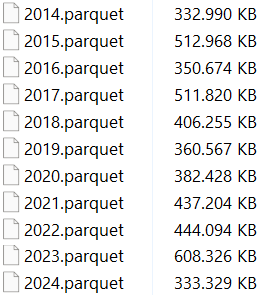 2014.parquet 332.990 KB
2015.parquet 512.968 KB
2016.parquet 350.674 KB
2017.parquet 511.820 KB
2018.parquet 406.255 KB
2019.parquet 360.567 KB
2020.parquet 382.428 KB
2021.parquet 437.204 KB
2022.parquet 444.094 KB
2023.parquet 608.326 KB
2024.parquet 333.329 KB